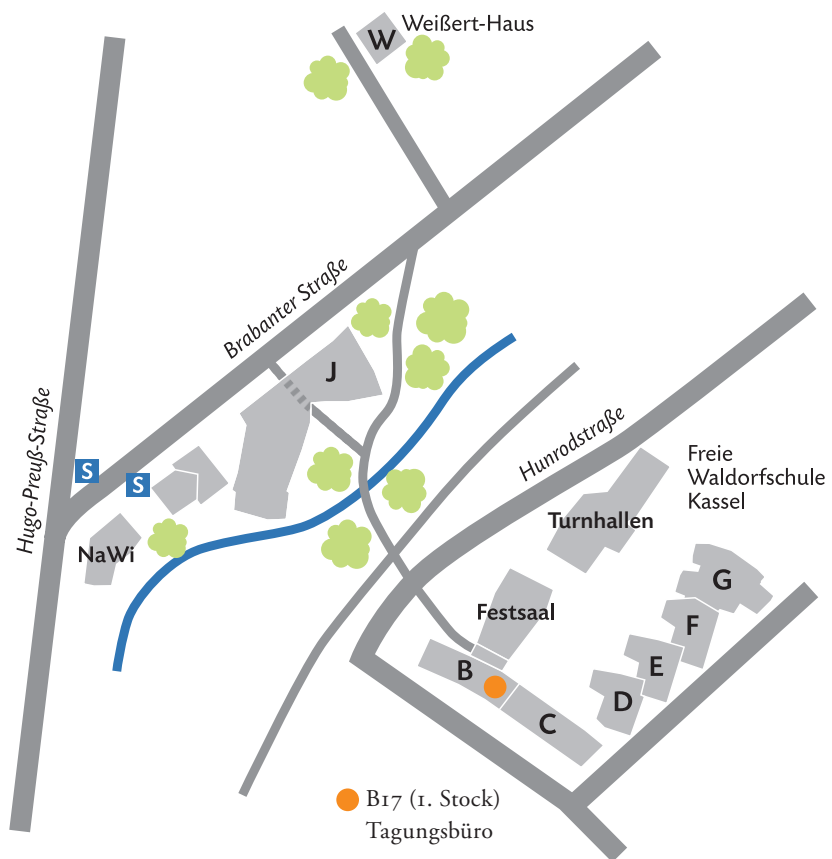 W
Weißert-Haus
Brabanter Straße
J
Hugo-Preuß-Straße
S
S
NaWi
Hunrodstraße
Freie
Waldorfschule
Kassel
Turnhallen
G
Festsaal
F
E
B
D
C
B17 (1. Stock)
Tagungsbüro